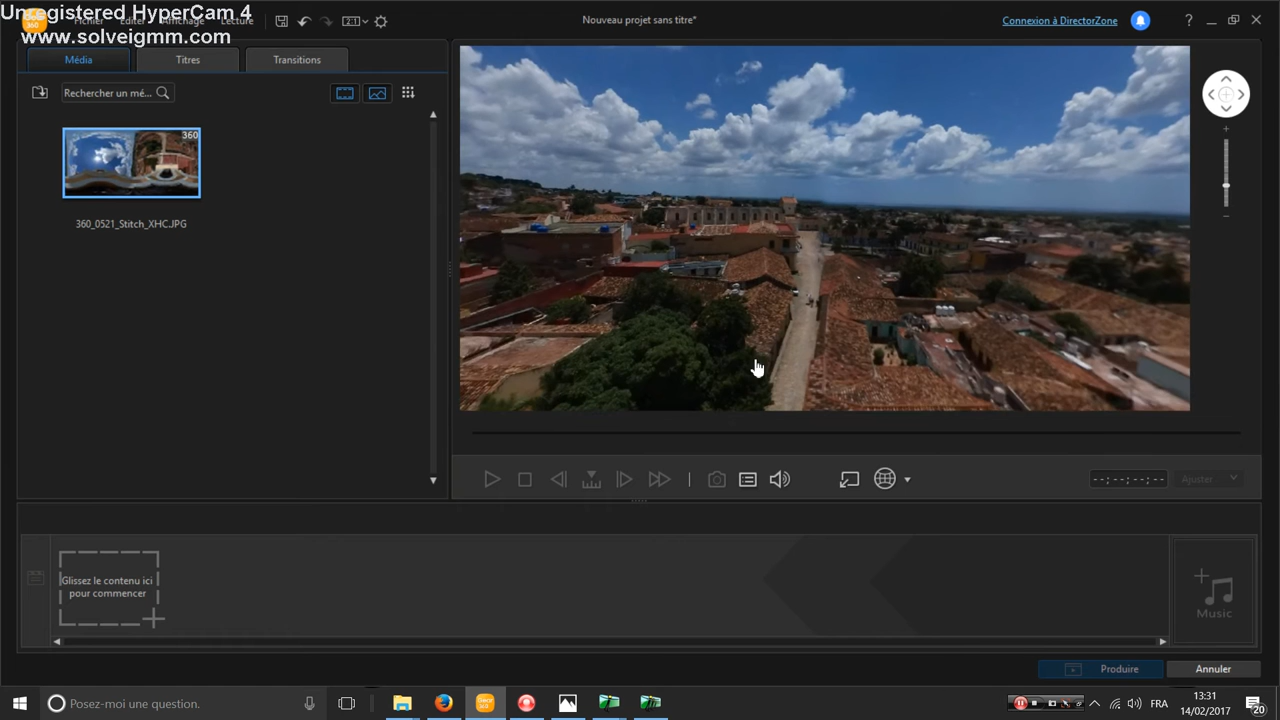 Unregistered HyperCam 4
www.solveigmm.com
Fichier Editer Affichage Lecture
Nouveau projet sans titre*
Connexion à DirectorZone
?
Média
Titres
Transitions
Rechercher un mé...
360
360_0521_Stitch_XHC.JPG
--;--;--;--
Ajuster
Glissez le contenu ici
pour commencer
Music
Produire
Annuler
Posez-moi une question.
FRA
13:31
14/02/2017
20